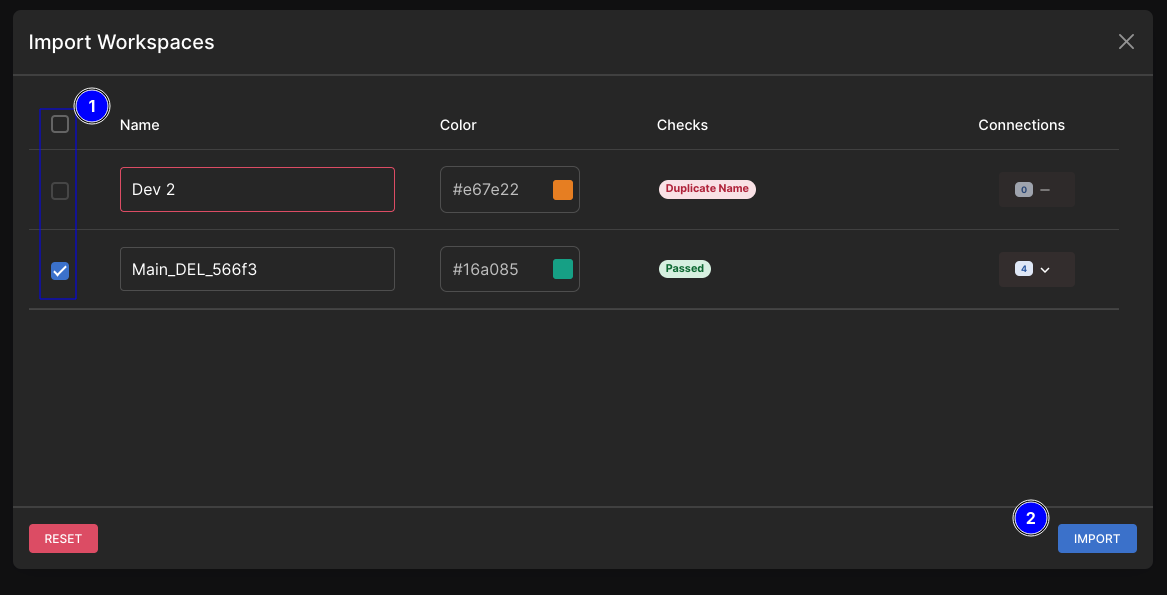 Import Workspaces
1
Name Color Checks Connections
Dev 2 #e67e22 Duplicate Name 0
Main_DEL_566f3 #16a085 Passed 4
2
RESET IMPORT